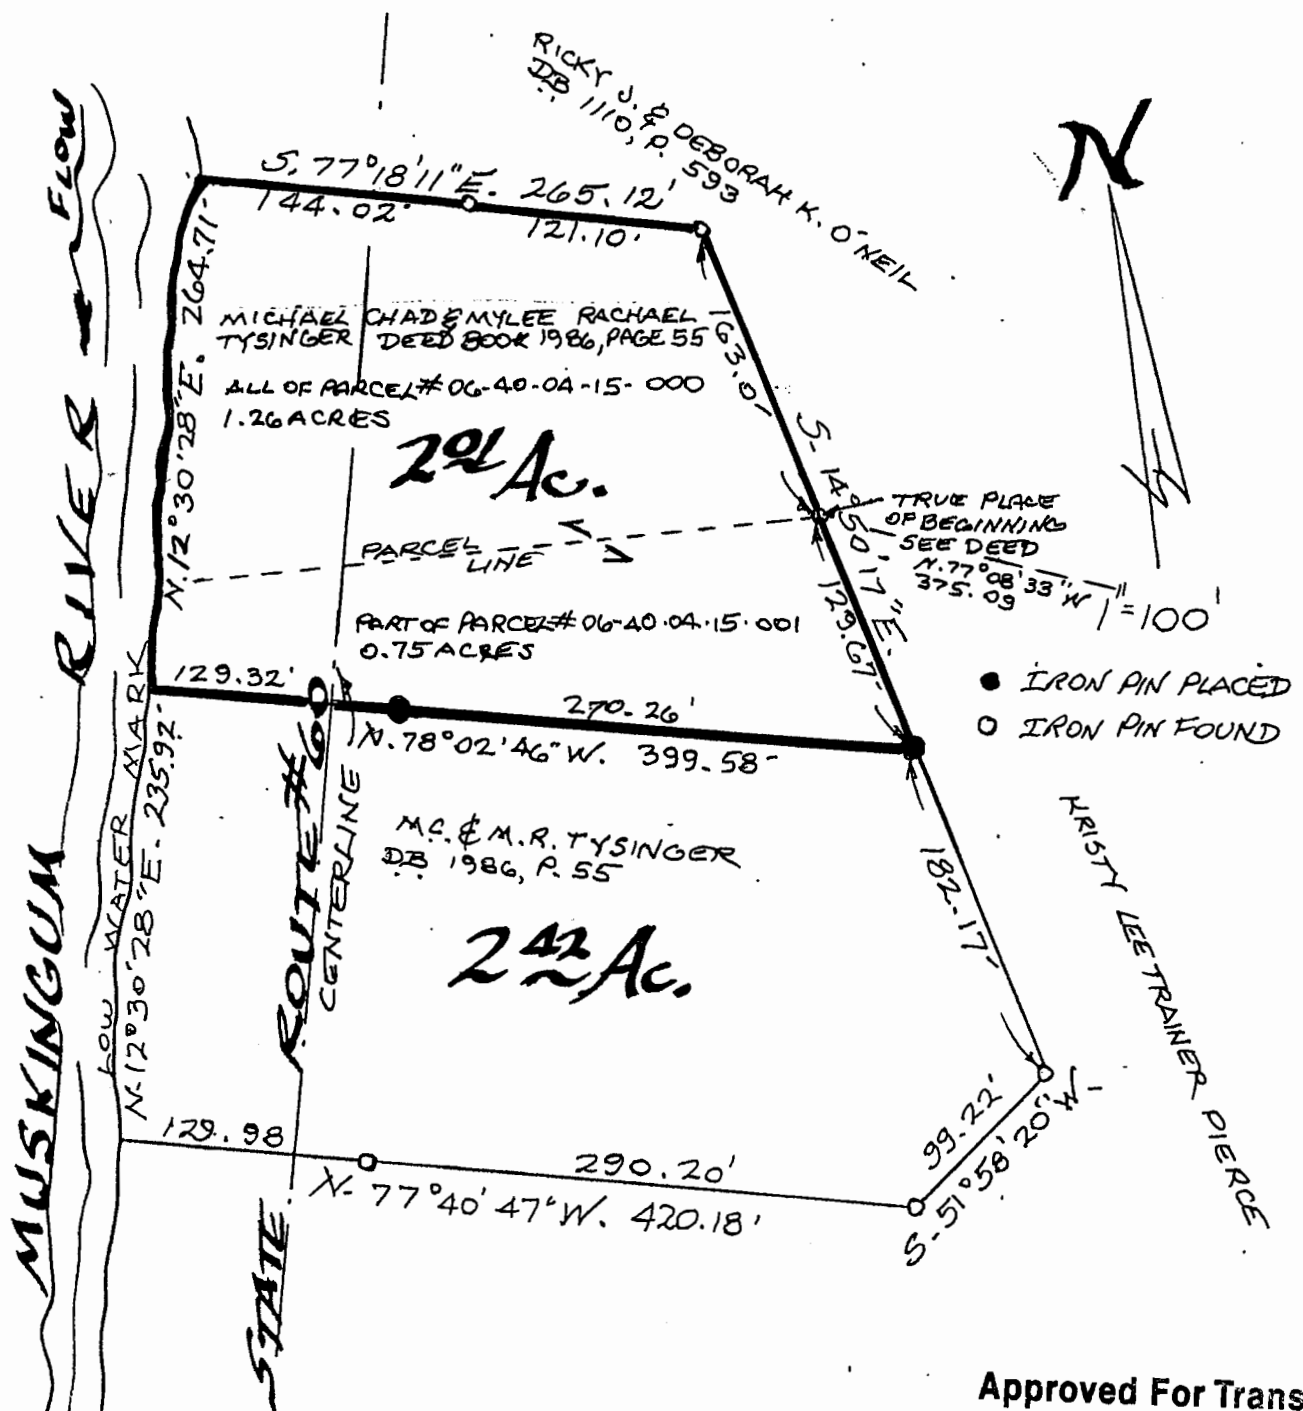 RICKY J. & DEBORAH K. O'NEIL
DB 1110, P. 593
N
FLOW
S. 77°18'11"E. 265.12'
144.02'
121.10'
N. 12°30'28"E. 264.71'
MICHAEL CHAD & MYLEE RACHAEL
TYSINGER DEED BOOK 1986, PAGE 55
ALL OF PARCEL# 06-40-04-15-000
1.26 ACRES
163.01'
2.01 Ac.
S- 14°50'17"E.
TRUE PLACE
OF BEGINNING
SEE DEED
N. 77°08'33"W
375.09
1"=100'
PARCEL
LINE
129.67'
PART OF PARCEL# 06-40-04-15-001
0.75 ACRES
● IRON PIN PLACED
○ IRON PIN FOUND
129.32'
270.26'
N. 78°02'46"W. 399.58'
MUSKINGUM RIVER
LOW WATER MARK
N-12°30'28"E. 235.92'
STATE ROUTE #60
CENTERLINE
M.C. & M.R. TYSINGER
DB 1986, P. 55
2.42 Ac.
182.17'
KRISTY LEE TRAINER PIERCE
99.22'
S-51°58'20"W-
129.98
290.20'
N- 77°40'47"W. 420.18'
Approved For Trans